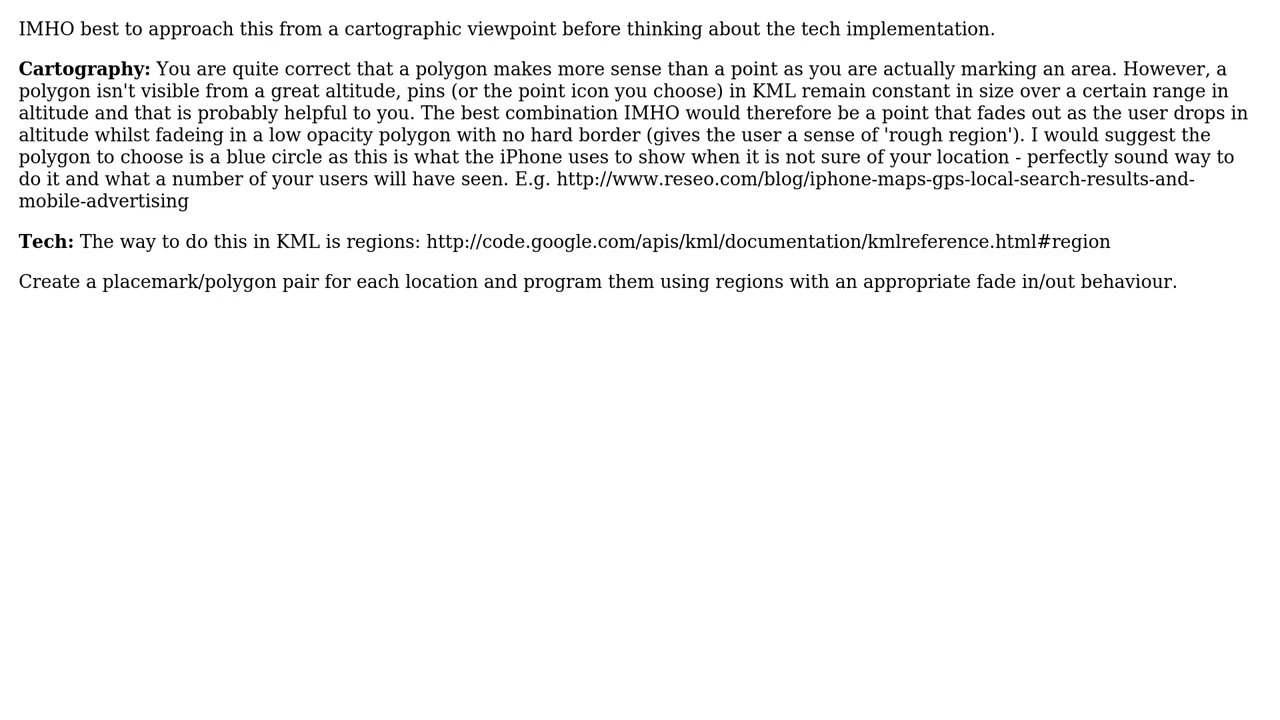 IMHO best to approach this from a cartographic viewpoint before thinking about the tech implementation.
Cartography: You are quite correct that a polygon makes more sense than a point as you are actually marking an area. However, a
polygon isn't visible from a great altitude, pins (or the point icon you choose) in KML remain constant in size over a certain range in
altitude and that is probably helpful to you. The best combination IMHO would therefore be a point that fades out as the user drops in
altitude whilst fadeing in a low opacity polygon with no hard border (gives the user a sense of 'rough region'). I would suggest the
polygon to choose is a blue circle as this is what the iPhone uses to show when it is not sure of your location - perfectly sound way to
do it and what a number of your users will have seen. E.g. http://www.reseo.com/blog/iphone-maps-gps-local-search-results-and-
mobile-advertising
Tech: The way to do this in KML is regions: http://code.google.com/apis/kml/documentation/kmlreference.html#region
Create a placemark/polygon pair for each location and program them using regions with an appropriate fade in/out behaviour.